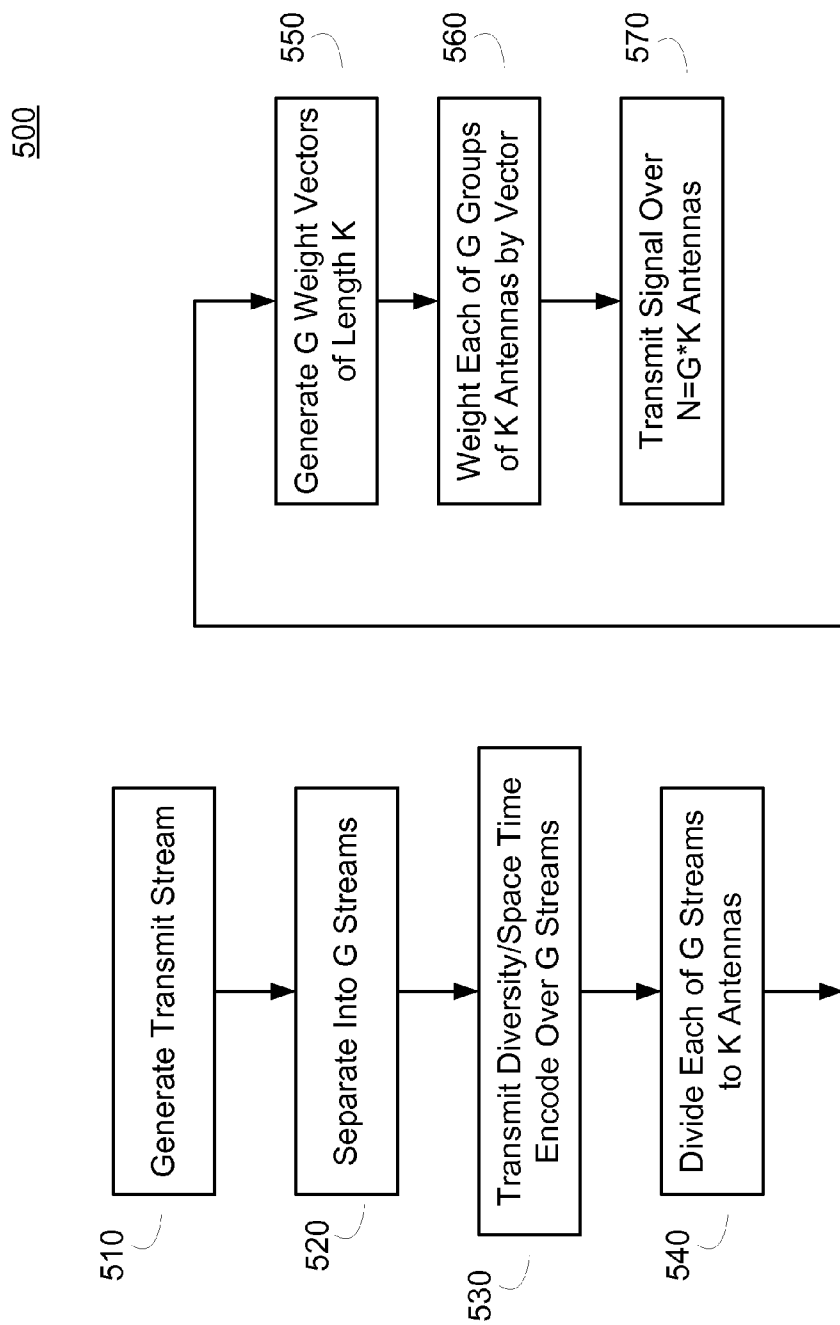 500
510
Generate Transmit Stream
520
Separate Into G Streams
530
Transmit Diversity/Space Time
Encode Over G Streams
540
Divide Each of G Streams
to K Antennas
550
Generate G Weight Vectors
of Length K
560
Weight Each of G Groups
of K Antennas by Vector
570
Transmit Signal Over
N=G*K Antennas